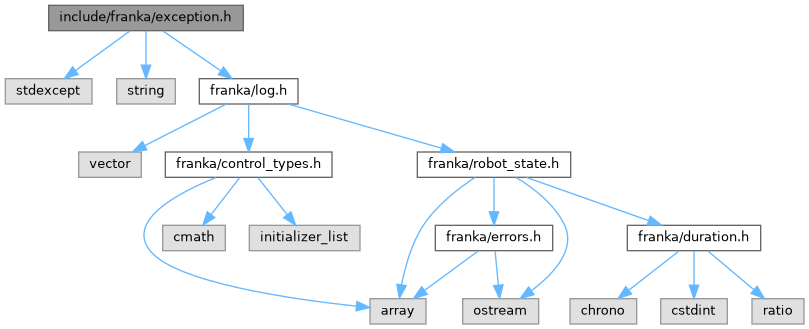 include/franka/exception.h
stdexcept
string
franka/log.h
vector
franka/control_types.h
franka/robot_state.h
cmath
initializer_list
franka/errors.h
franka/duration.h
array
ostream
chrono
cstdint
ratio